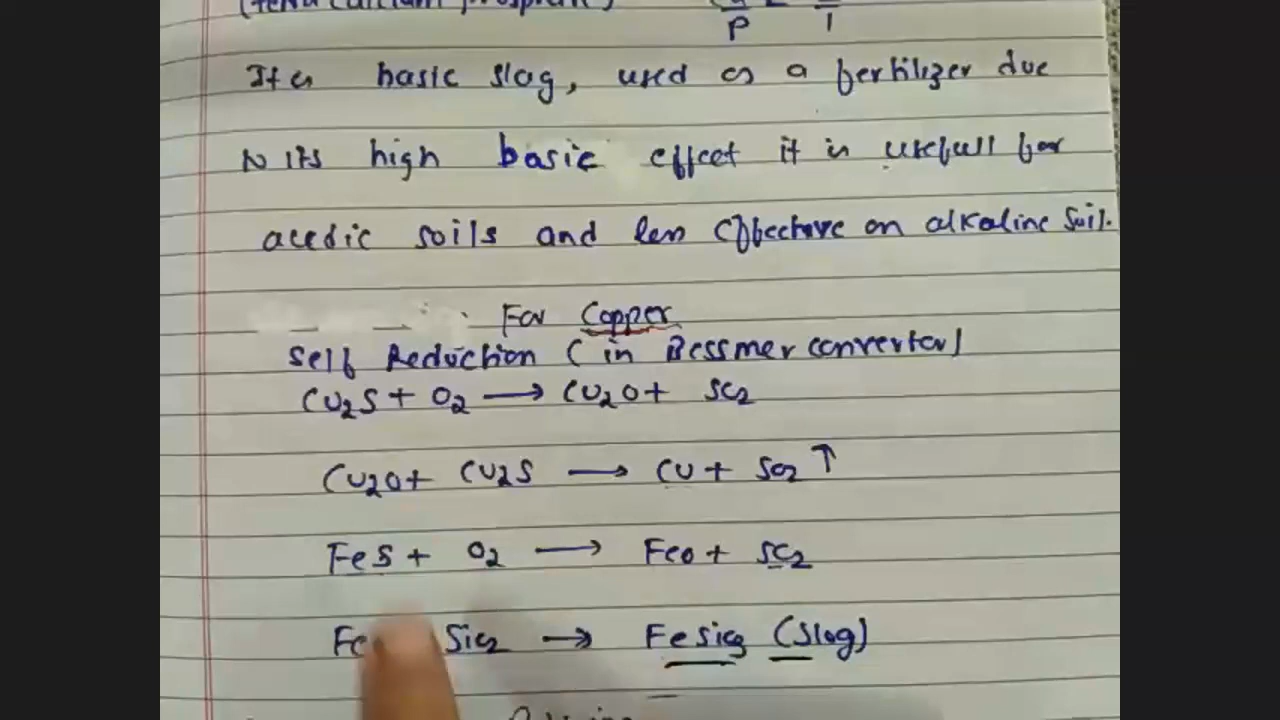 It is basic slag, used as a fertilizer due
to its high basic effect it is usefull for
acedic soils and less effective on alkaline soil.
For Copper
Self Reduction (in Bessmer convertor)
Cu2S + O2 → Cu2O + SO2
Cu2O + Cu2S → Cu + SO2 ↑
FeS + O2 → FeO + SO2
SiO2 → FeSiO3 (Slag)